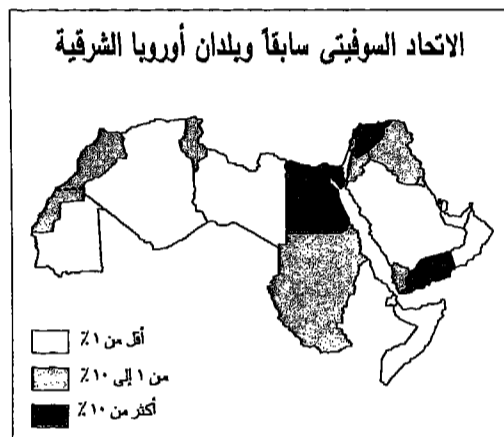 الاتحاد السوفيتى سابقاً وبلدان أوروبا الشرقية
أقل من ١ ٪
من ١ إلى ١٠ ٪
أكثر من ١٠ ٪